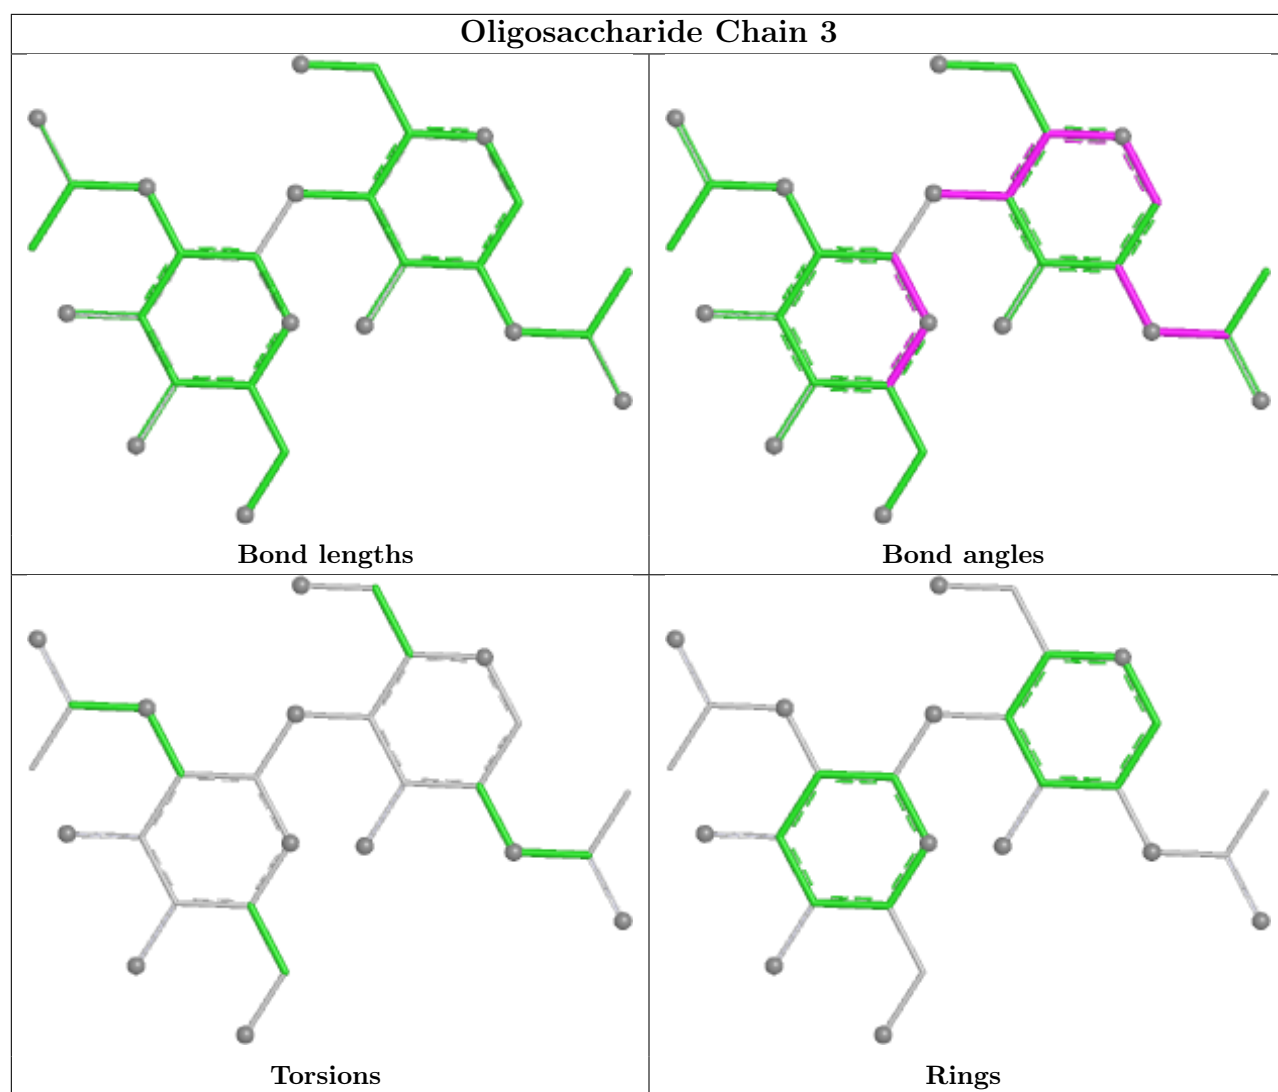 Oligosaccharide Chain 3
Bond lengths
Bond angles
Torsions
Rings